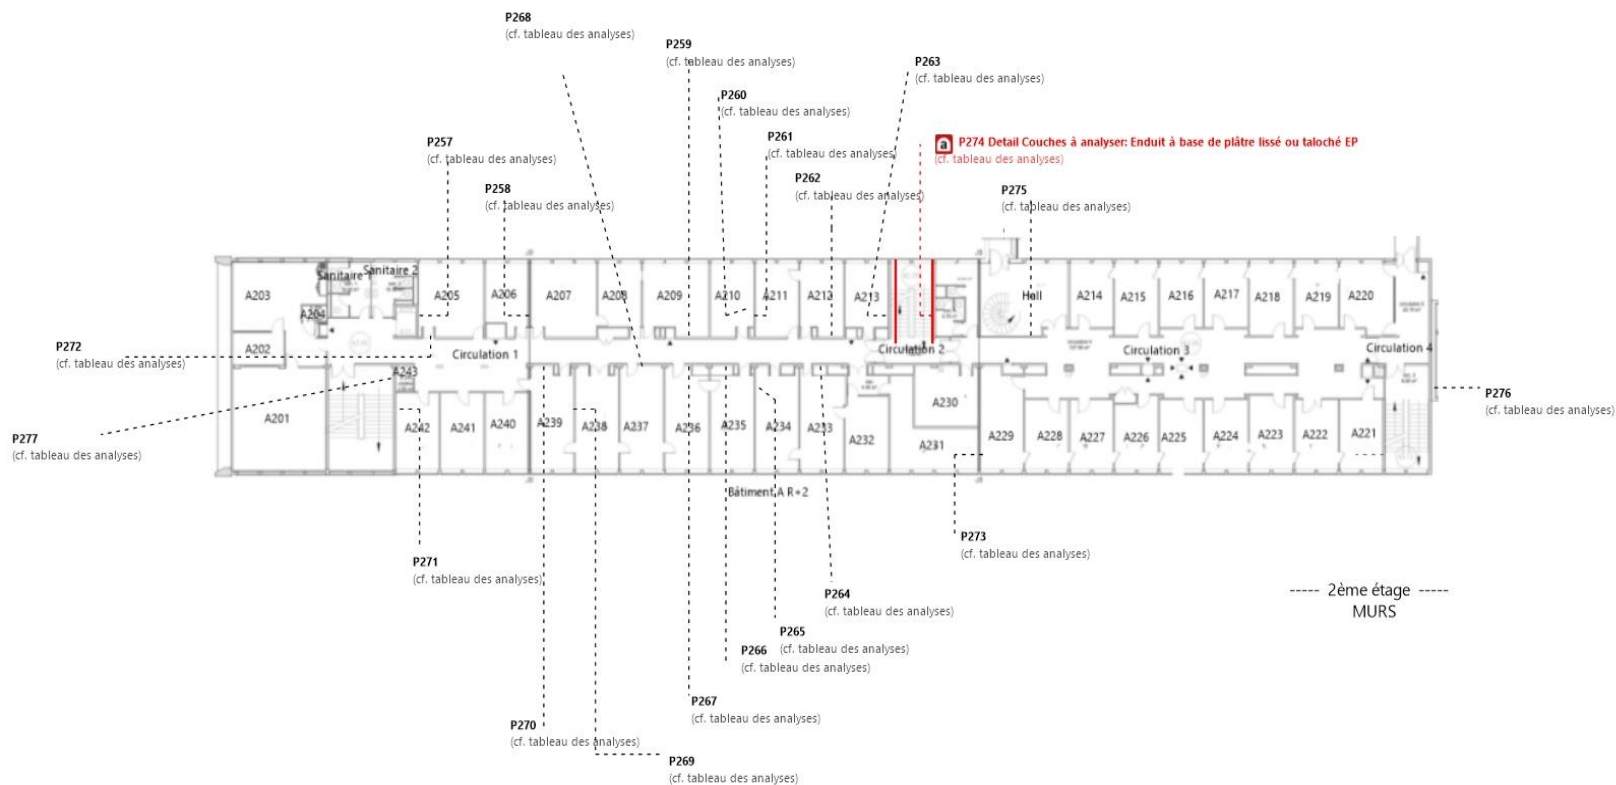 P268
(cf. tableau des analyses)
P259
(cf. tableau des analyses)
P263
(cf. tableau des analyses)
P260
(cf. tableau des analyses)
P257
(cf. tableau des analyses)
P261
(cf. tableau des analyses)
a P274 Detail Couches à analyser: Enduit à base de plâtre lissé ou taloché EP
(cf. tableau des analyses)
P258
(cf. tableau des analyses)
P262
(cf. tableau des analyses)
P275
(cf. tableau des analyses)
Sanitaire 1 Sanitaire 2
A203 A204 A205 A206 A207 A208 A209 A210 A211 A212 A213 Hall A214 A215 A216 A217 A218 A219 A220
A202
P272
(cf. tableau des analyses)
Circulation 1 Circulation 2 Circulation 3 Circulation 4
A243
P276
(cf. tableau des analyses)
A201 A242 A241 A240 A239 A238 A237 A236 A235 A234 A233 A232 A230 A231 A229 A228 A227 A226 A225 A224 A223 A222 A221
P277
(cf. tableau des analyses)
Bâtiment A R+2
P273
(cf. tableau des analyses)
P271
(cf. tableau des analyses)
P264
(cf. tableau des analyses)
----- 2ème étage -----
MURS
P265
(cf. tableau des analyses)
P266
(cf. tableau des analyses)
P267
(cf. tableau des analyses)
P270
(cf. tableau des analyses)
P269
(cf. tableau des analyses)